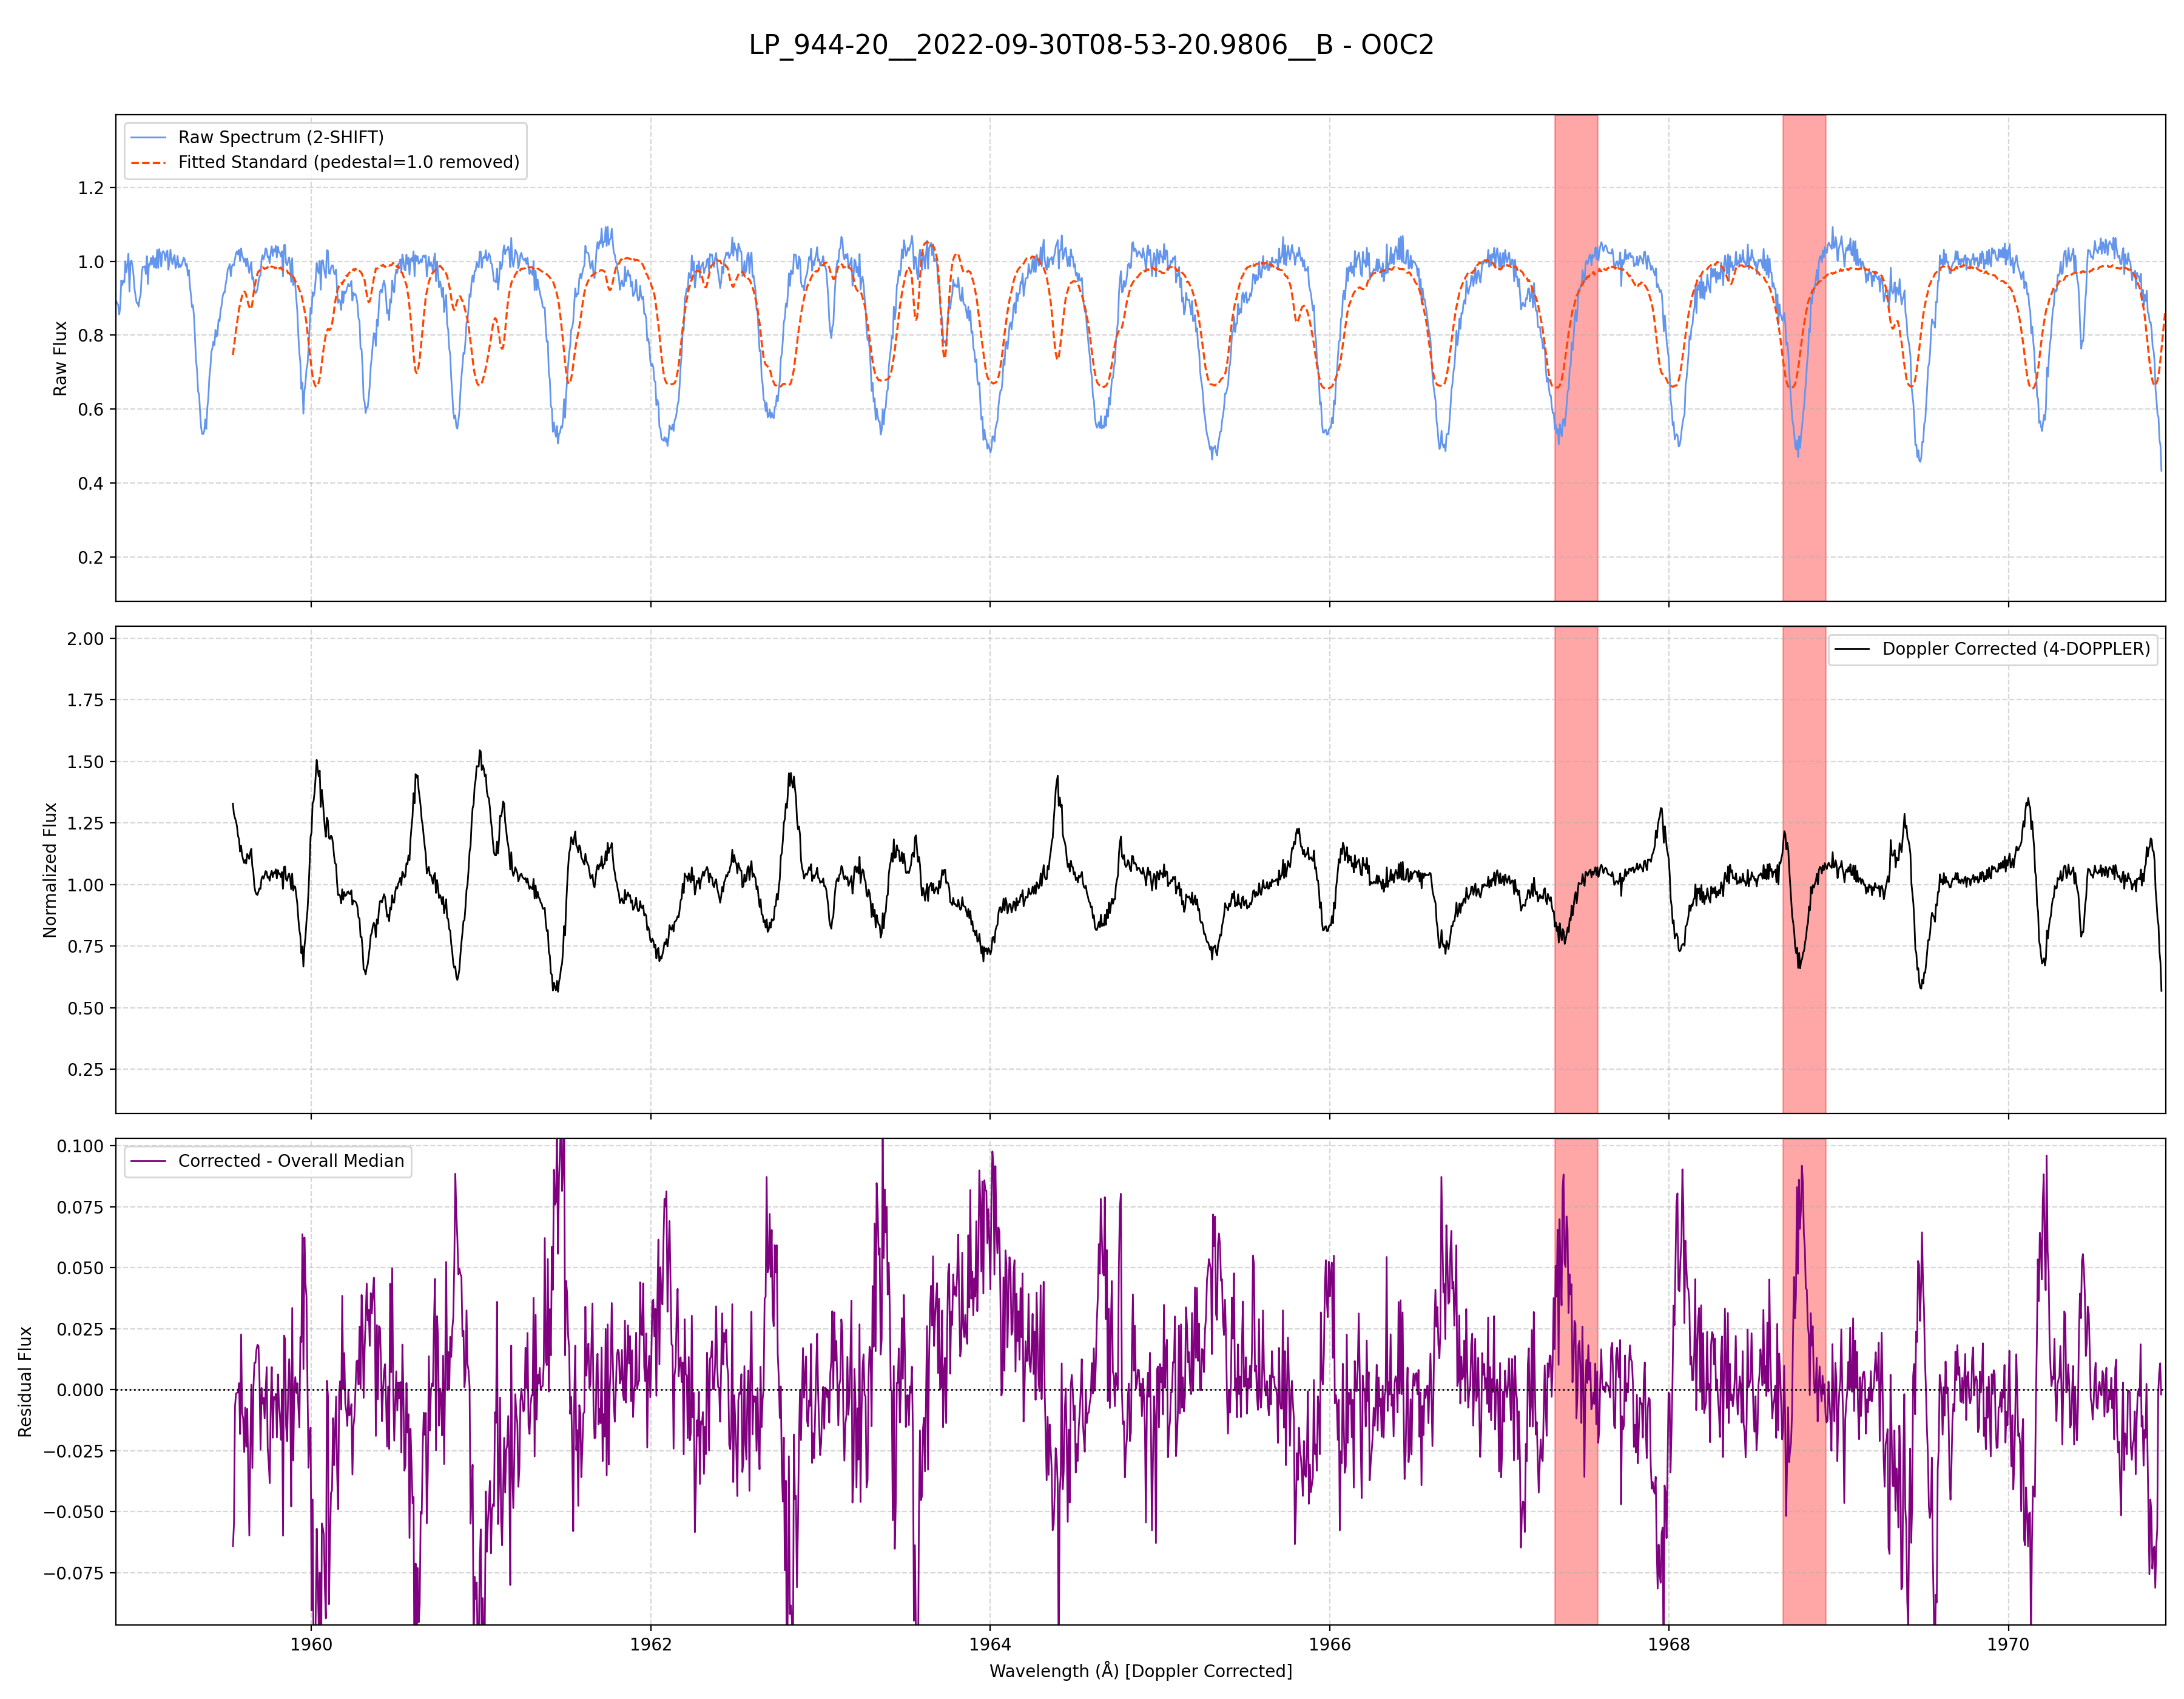 LP_944-20__2022-09-30T08-53-20.9806__B - O0C2
Raw Spectrum (2-SHIFT)
Fitted Standard (pedestal=1.0 removed)
Raw Flux
1.2
1.0
0.8
0.6
0.4
0.2
Doppler Corrected (4-DOPPLER)
Normalized Flux
2.00
1.75
1.50
1.25
1.00
0.75
0.50
0.25
Corrected - Overall Median
Residual Flux
0.100
0.075
0.050
0.025
0.000
−0.025
−0.050
−0.075
1960 1962 1964 1966 1968 1970
Wavelength (Å) [Doppler Corrected]